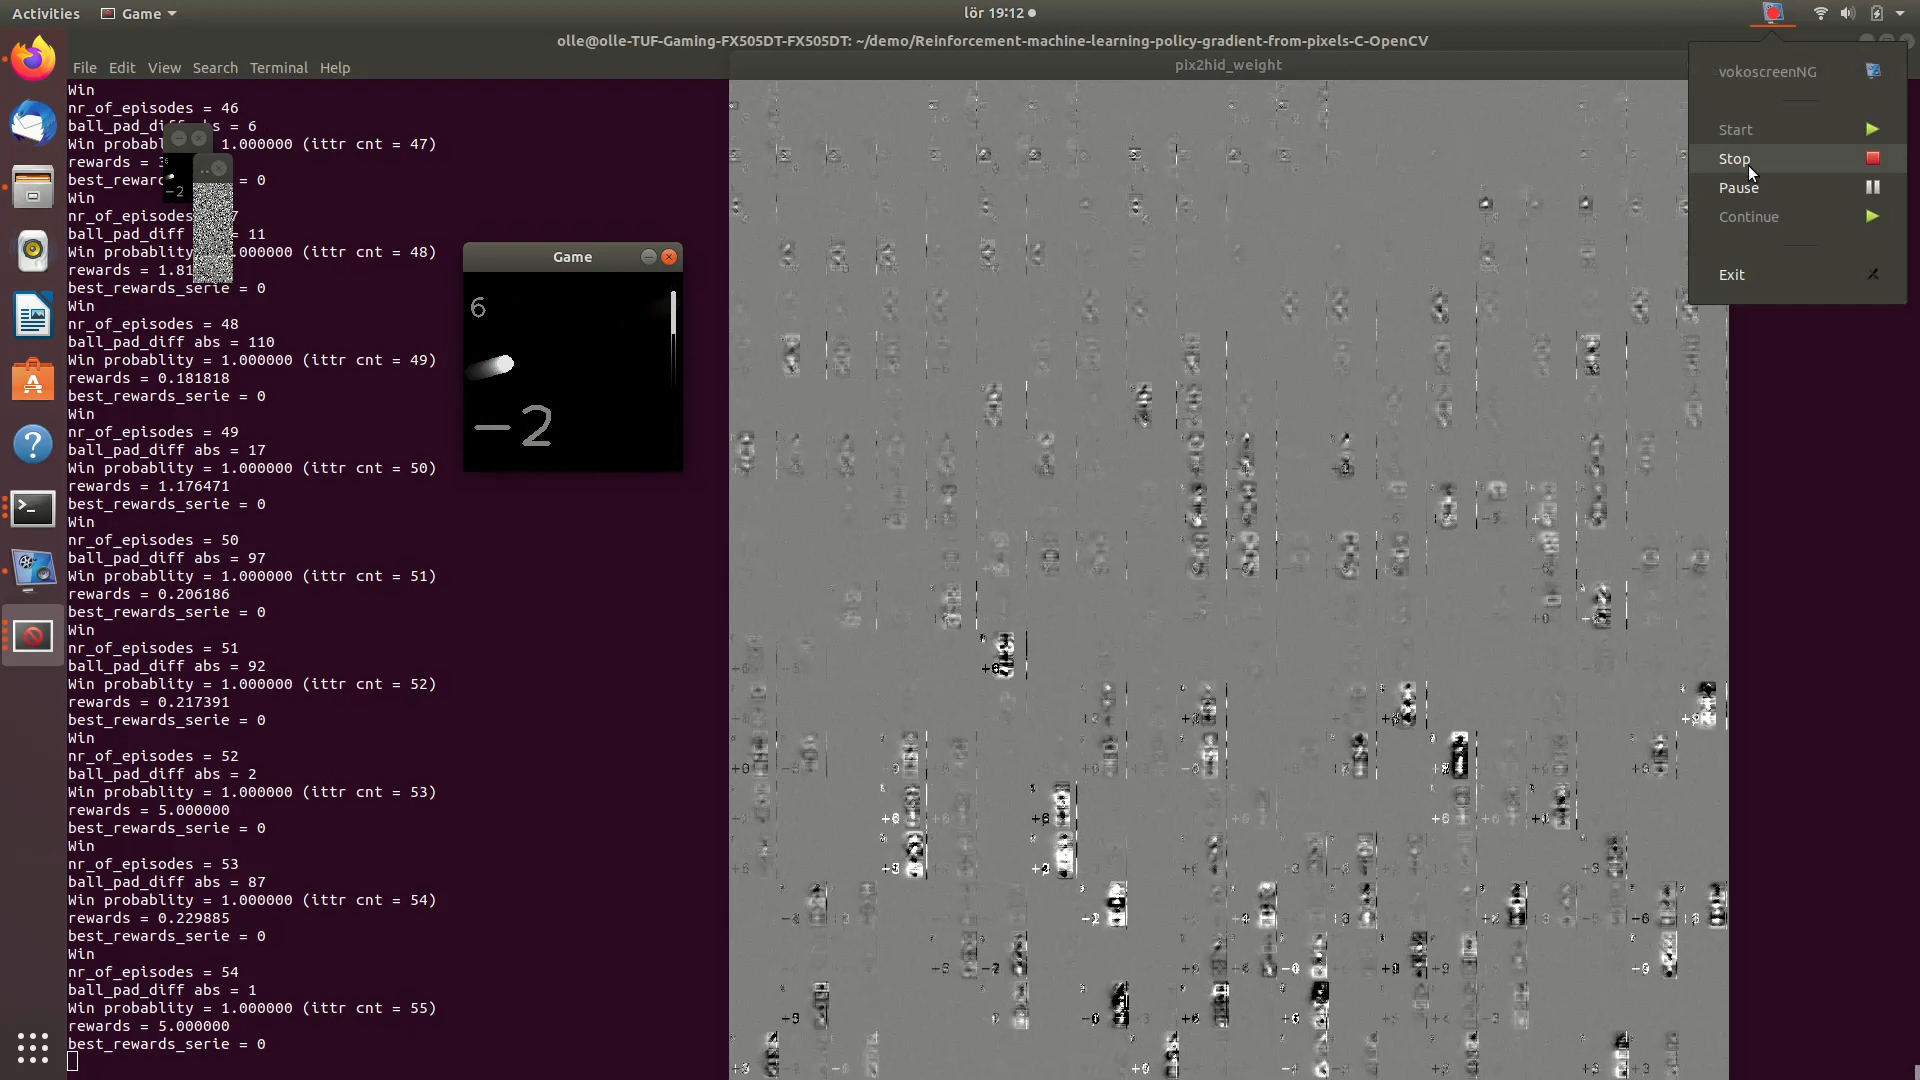 Activities Game lör 19:12
olle@olle-TUF-Gaming-FX505DT-FX505DT: ~/demo/Reinforcement-machine-learning-policy-gradient-from-pixels-C-OpenCV
File Edit View Search Terminal Help
pix2hid_weight
Win
nr_of_episodes = 46
ball_pad_di s = 6
Win probabl 1.000000 (ittr cnt = 47)
rewards = 3
best_rewar = 0
Win
nr_of_episodes 7
ball_pad_diff = 11
Win probablit .000000 (ittr cnt = 48)
rewards = 1.81
best_rewards_serie = 0
Win
nr_of_episodes = 48
ball_pad_diff abs = 110
Win probablity = 1.000000 (ittr cnt = 49)
rewards = 0.181818
best_rewards_serie = 0
Win
nr_of_episodes = 49
ball_pad_diff abs = 17
Win probablity = 1.000000 (ittr cnt = 50)
rewards = 1.176471
best_rewards_serie = 0
Win
nr_of_episodes = 50
ball_pad_diff abs = 97
Win probablity = 1.000000 (ittr cnt = 51)
rewards = 0.206186
best_rewards_serie = 0
Win
nr_of_episodes = 51
ball_pad_diff abs = 92
Win probablity = 1.000000 (ittr cnt = 52)
rewards = 0.217391
best_rewards_serie = 0
Win
nr_of_episodes = 52
ball_pad_diff abs = 2
Win probablity = 1.000000 (ittr cnt = 53)
rewards = 5.000000
best_rewards_serie = 0
Win
nr_of_episodes = 53
ball_pad_diff abs = 87
Win probablity = 1.000000 (ittr cnt = 54)
rewards = 0.229885
best_rewards_serie = 0
Win
nr_of_episodes = 54
ball_pad_diff abs = 1
Win probablity = 1.000000 (ittr cnt = 55)
rewards = 5.000000
best_rewards_serie = 0
..
-2
Game
6
-2
vokoscreenNG
Start
Stop
Pause
Continue
Exit